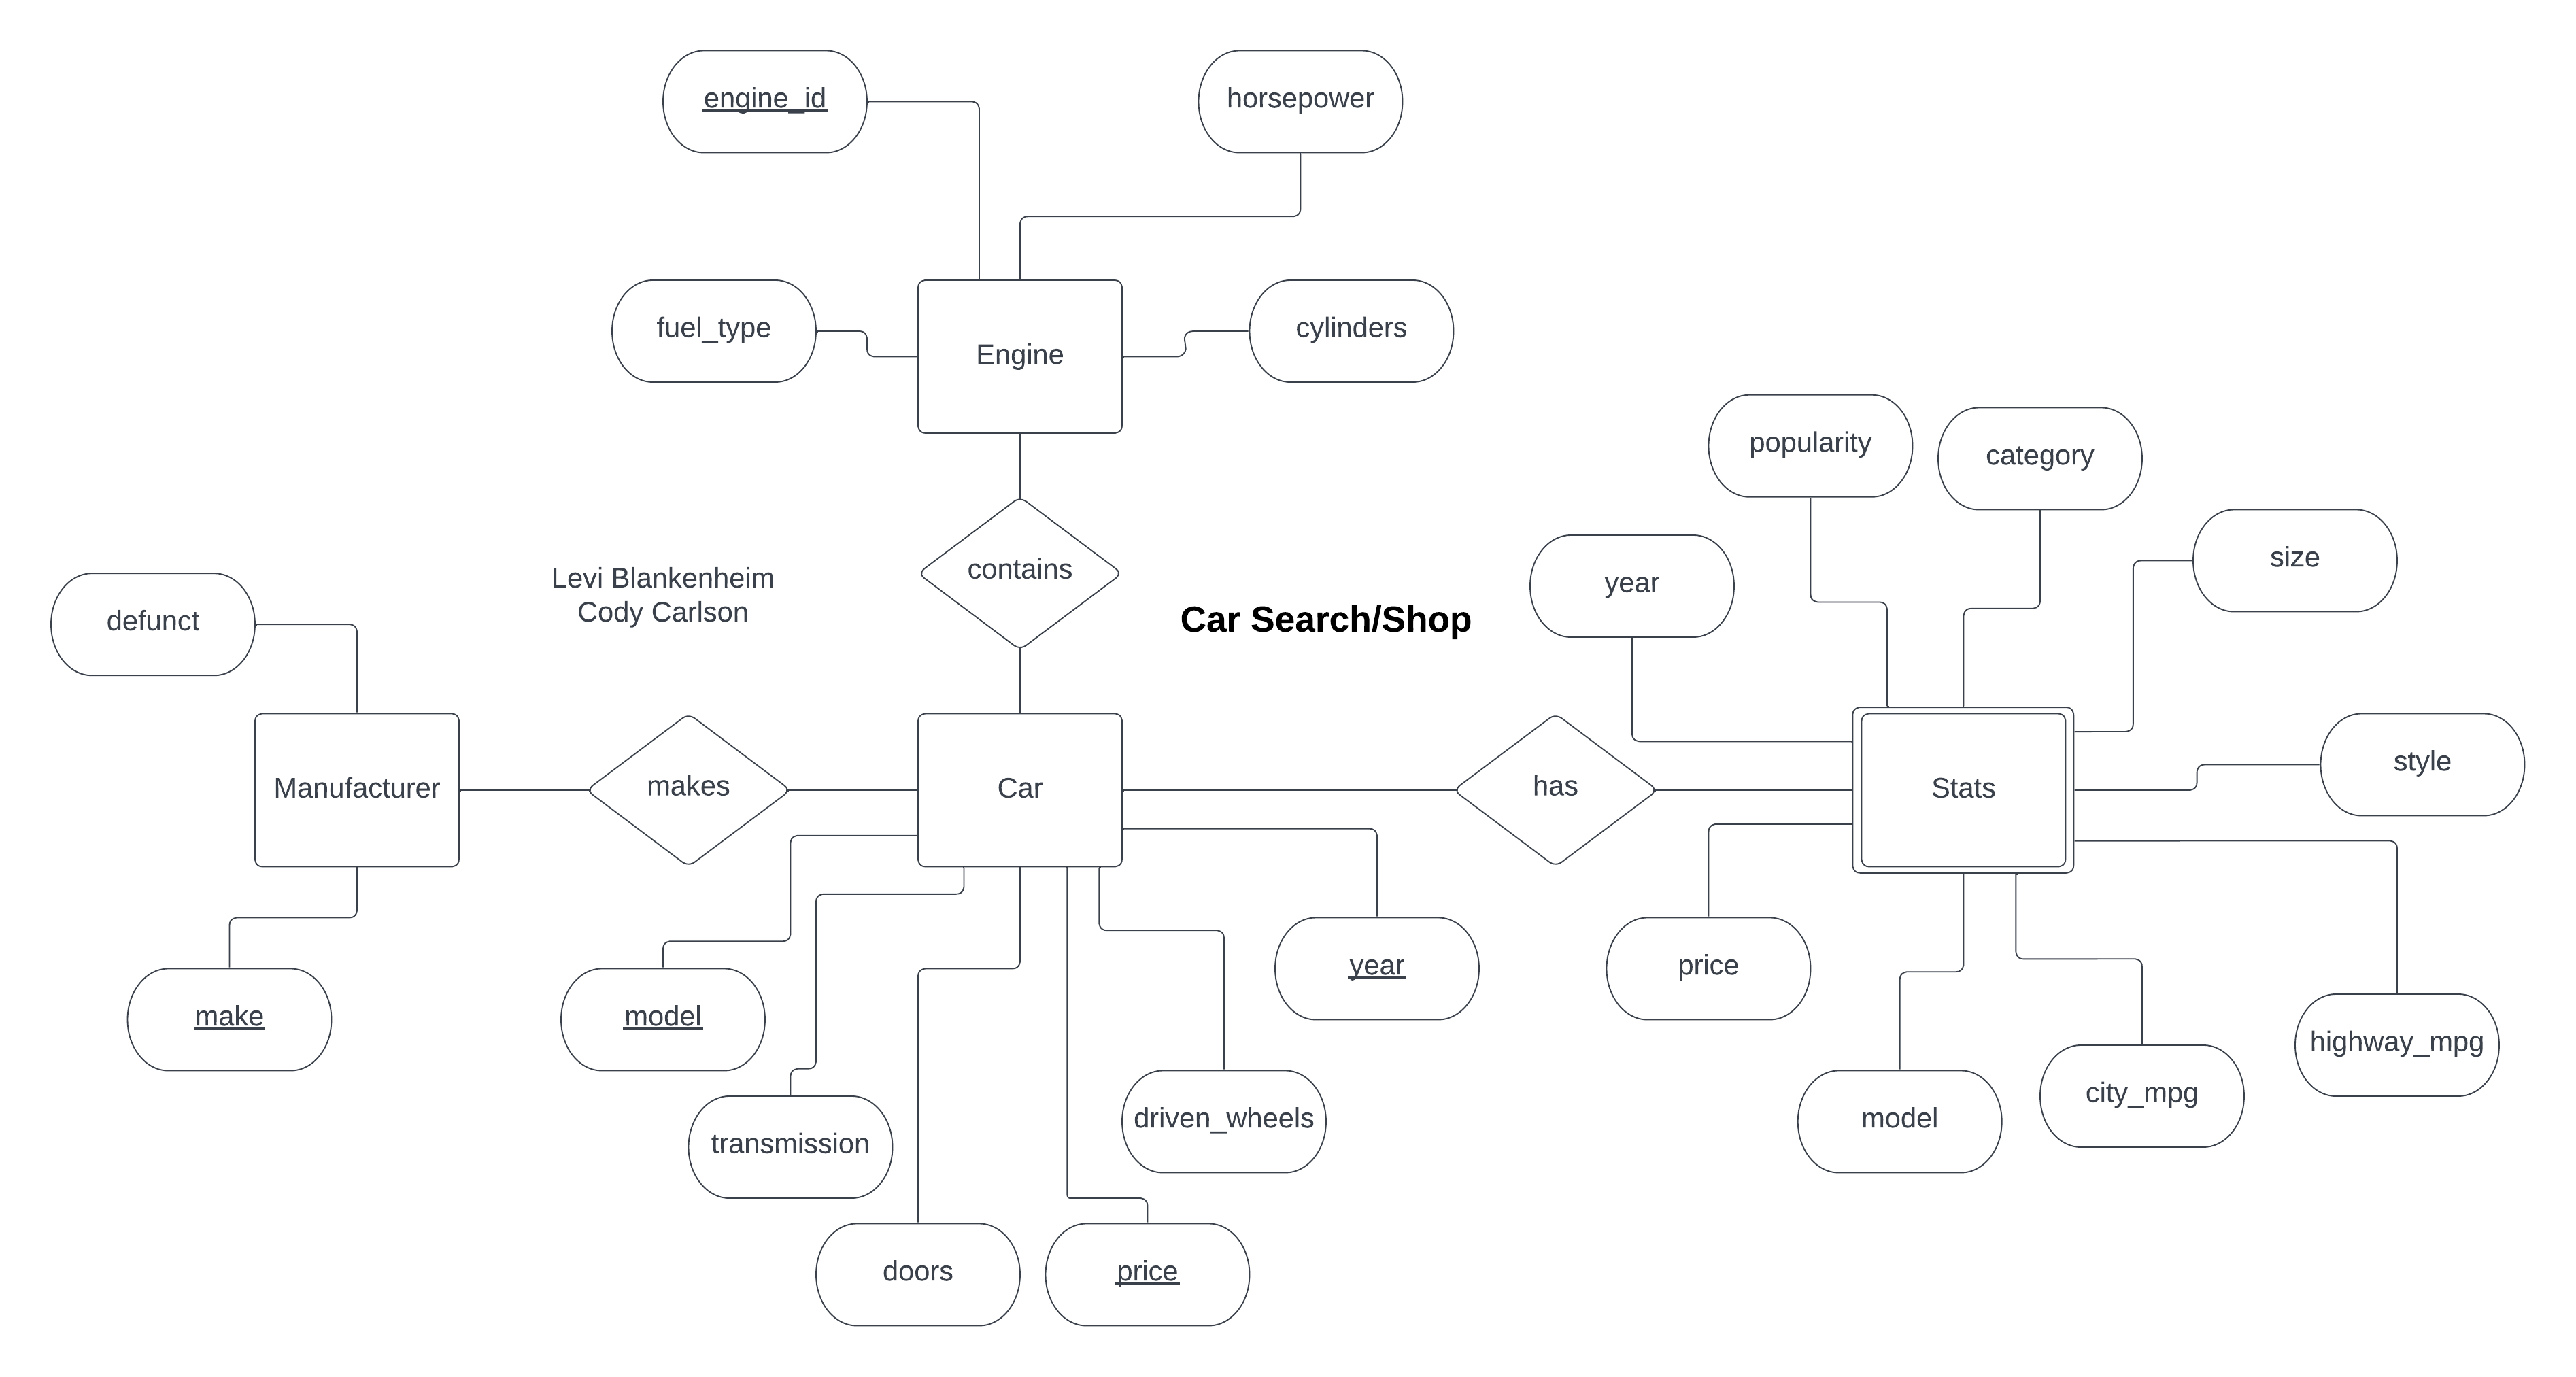 engine_id
horsepower
fuel_type
cylinders
Engine
popularity
category
size
contains
year
Levi Blankenheim
Cody Carlson
Car Search/Shop
defunct
style
Manufacturer
makes
Car
has
Stats
year
price
make
model
highway_mpg
city_mpg
driven_wheels
model
transmission
doors
price